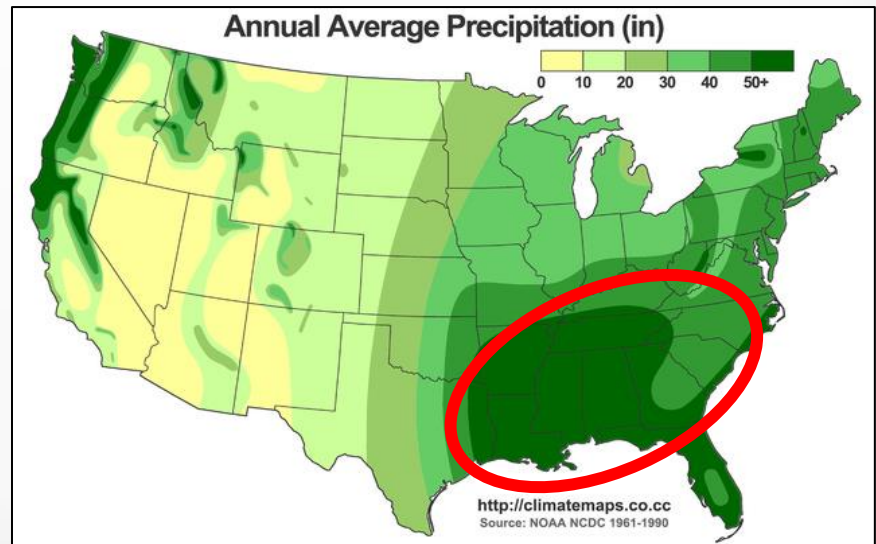 Annual Average Precipitation (in)
0 10 20 30 40 50+
http://climatemaps.co.cc
Source: NOAA NCDC 1961-1990